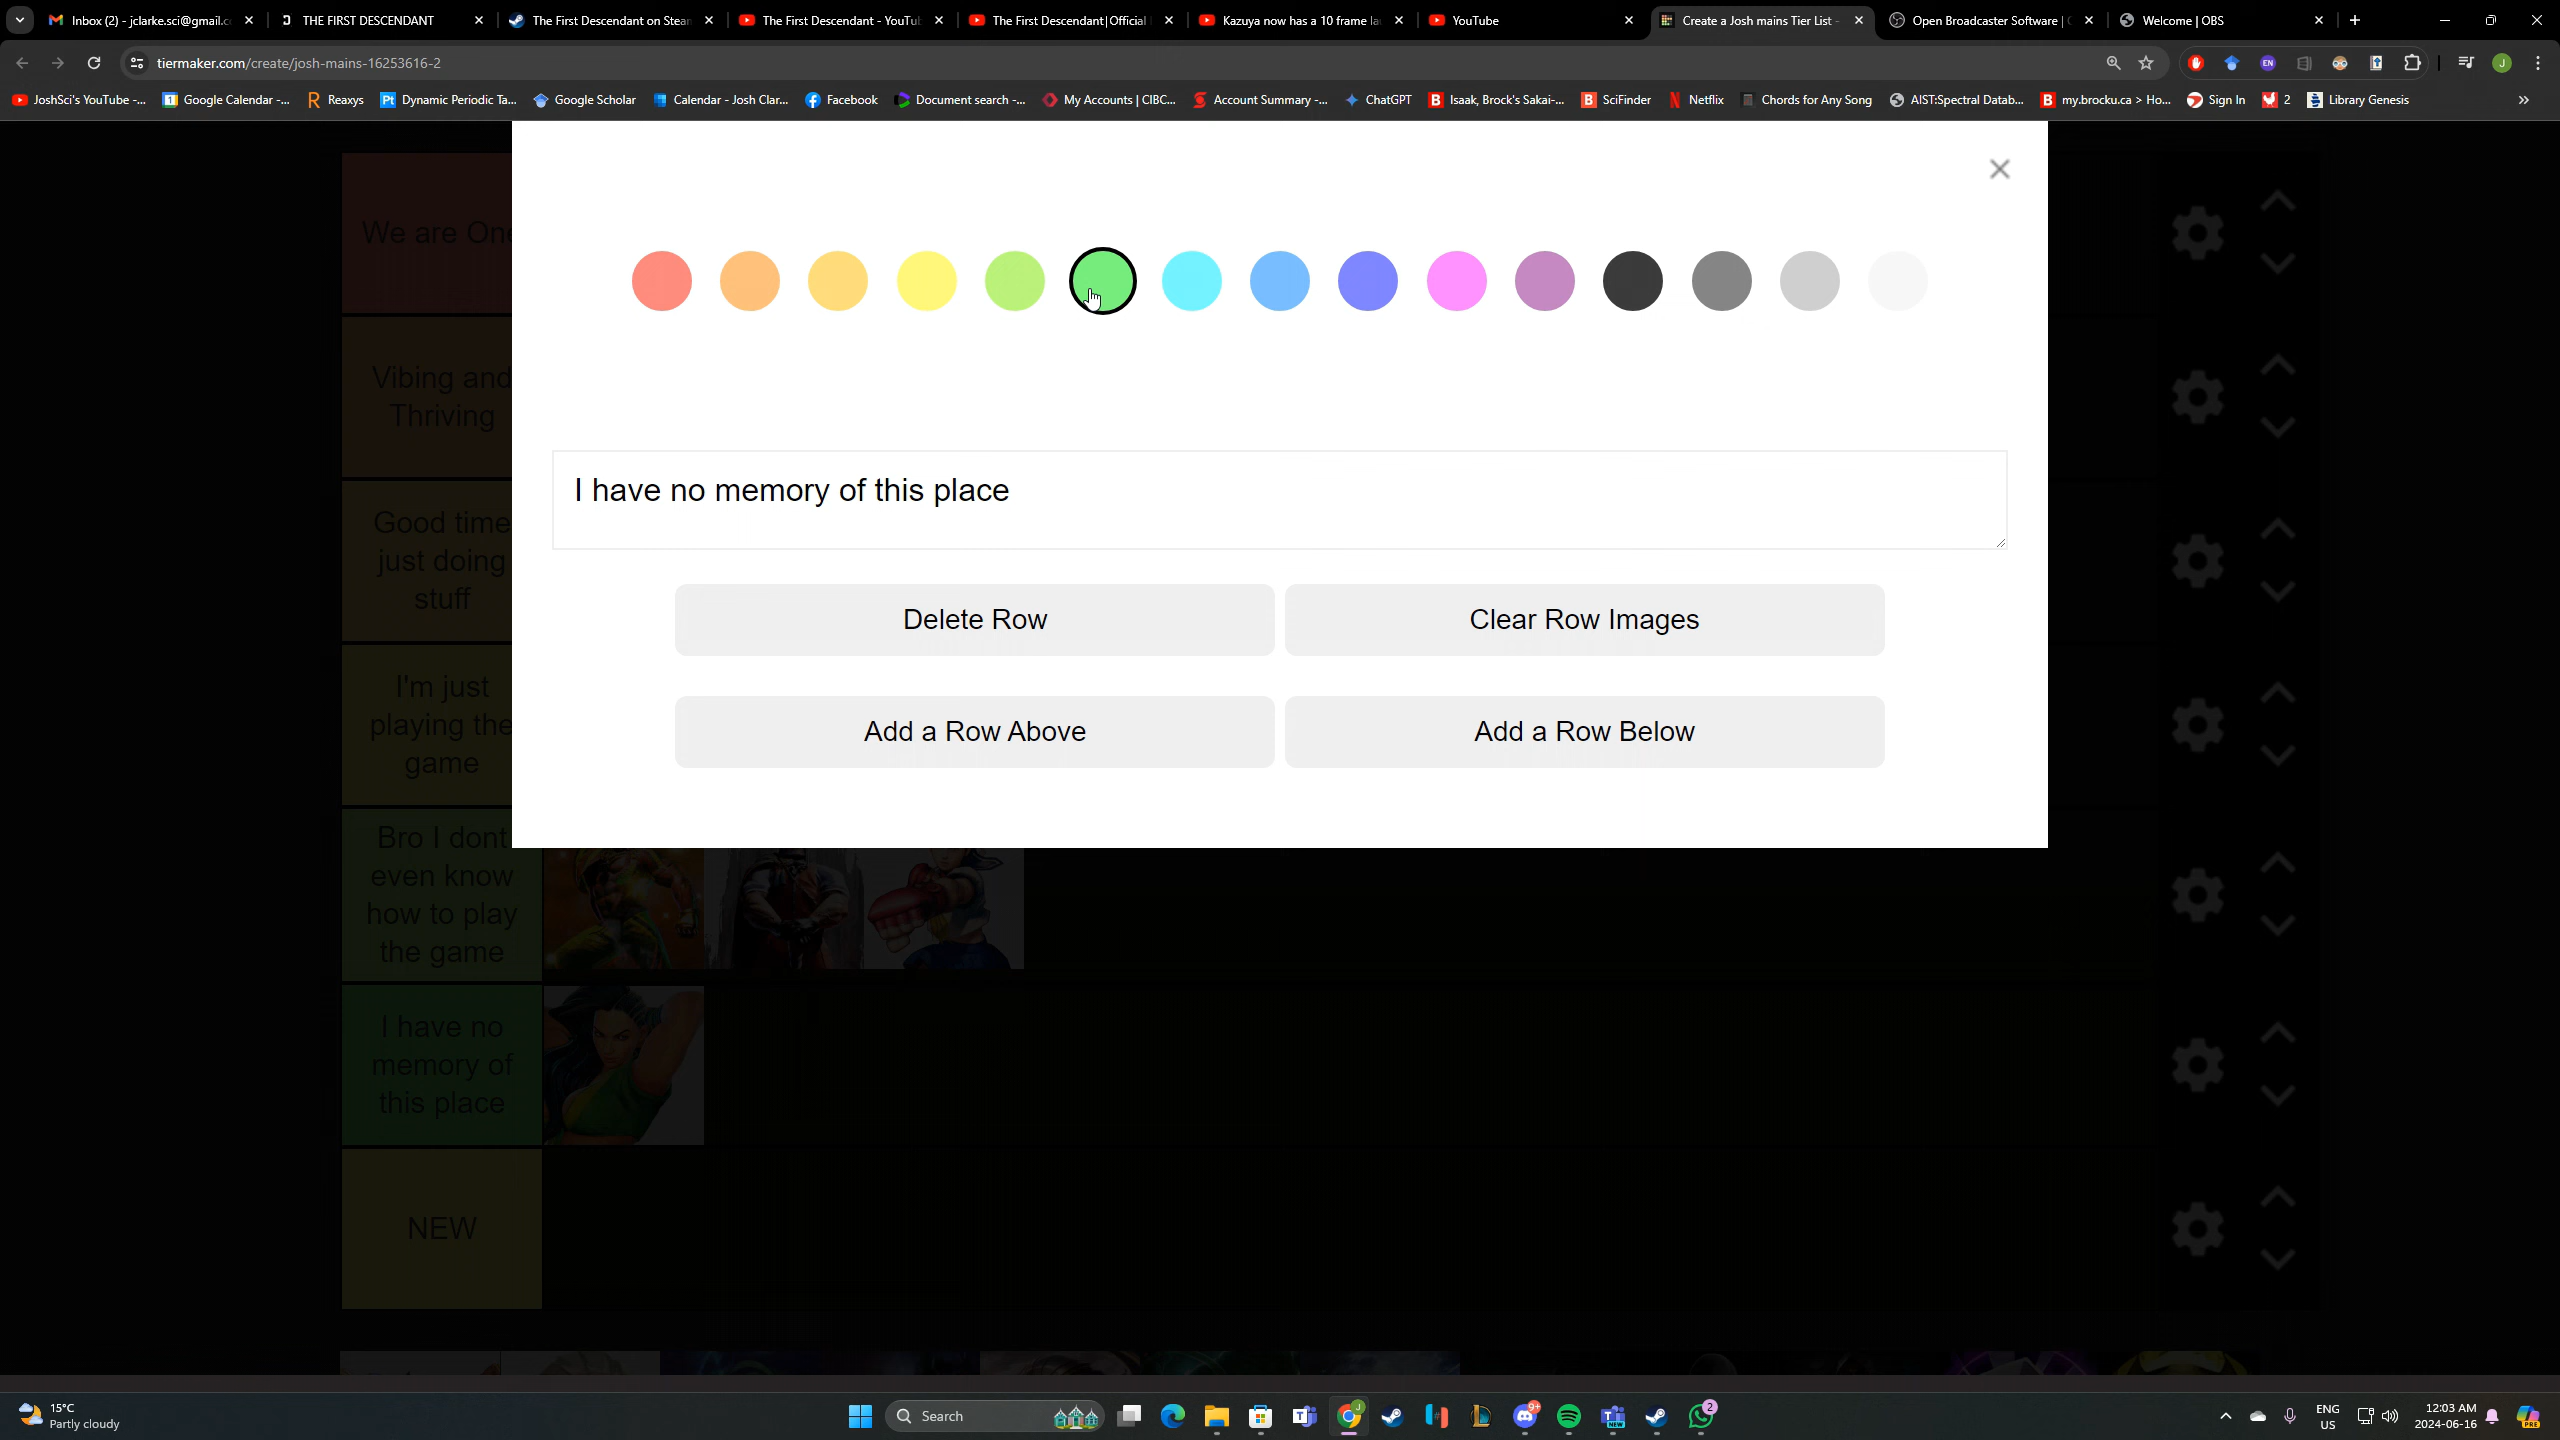 Inbox (2) - jclarke.sci@gmail.c
THE FIRST DESCENDANT
The First Descendant on Stea
The First Descendant - YouTu
The First Descendant | Official
Kazuya now has a 10 frame la
YouTube
Create a Josh mains Tier List -
Open Broadcaster Software |
Welcome | OBS
tiermaker.com/create/josh-mains-16253616-2
JoshSci's YouTube -...
Google Calendar -...
Reaxys
Dynamic Periodic Ta...
Google Scholar
Calendar - Josh Clar...
Facebook
Document search -...
My Accounts | CIBC...
Account Summary -...
ChatGPT
Isaak, Brock's Sakai-...
SciFinder
Netflix
Chords for Any Song
AIST:Spectral Datab...
my.brocku.ca > Ho...
Sign In
2
Library Genesis
We are One
Vibing and
Thriving
Good time
just doing
stuff
I'm just
playing the
game
Bro I dont
even know
how to play
the game
I have no
memory of
this place
NEW
I have no memory of this place
Delete Row
Clear Row Images
Add a Row Above
Add a Row Below
15°C
Partly cloudy
Search
9+
NEW
2
ENG
US
12:03 AM
2024-06-16
PRE